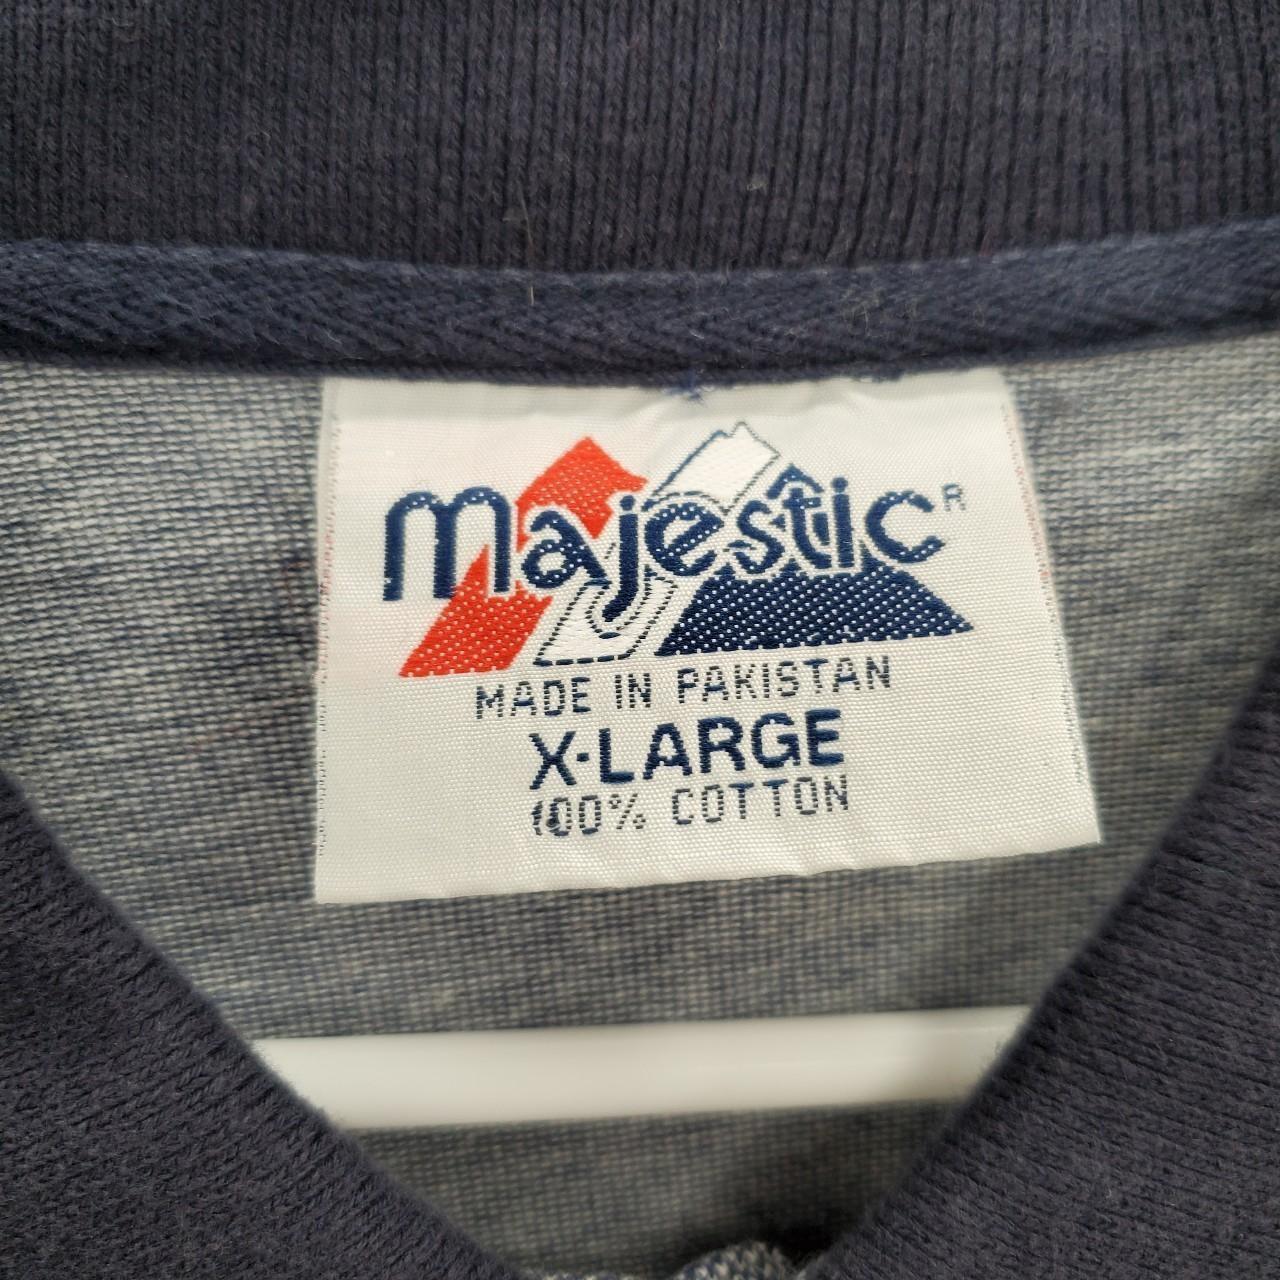 majestic R
MADE IN PAKISTAN
X-LARGE
100% COTTON